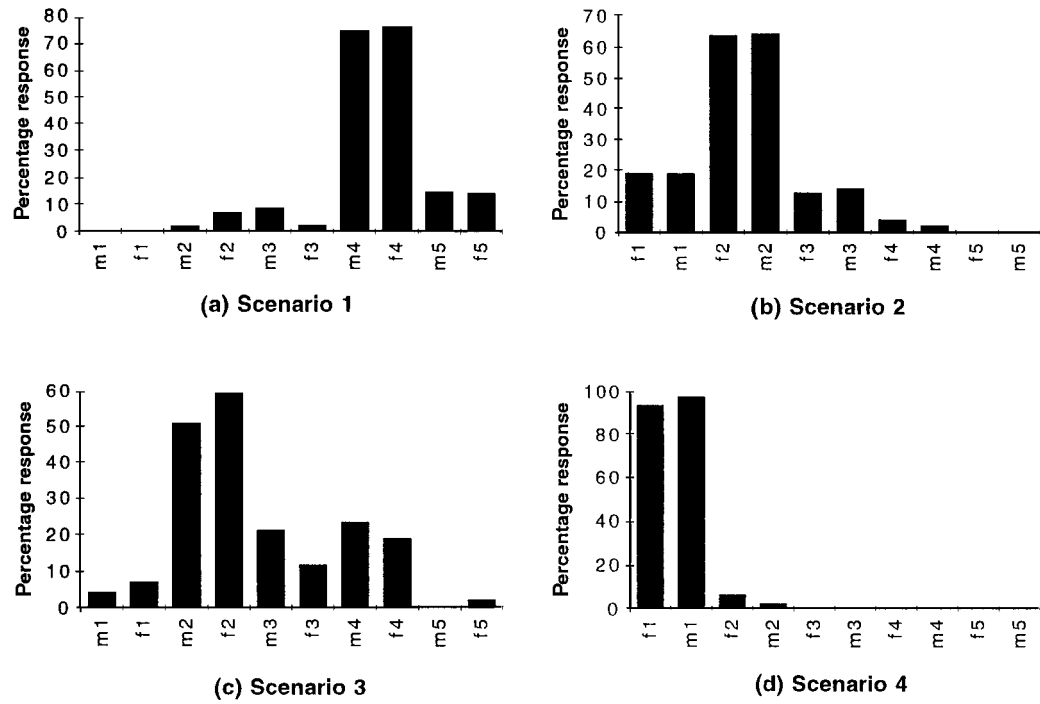 Percentage response
80
70
60
50
40
30
20
10
0
m1 f1 m2 f2 m3 f3 m4 f4 m5 f5
(a) Scenario 1
Percentage response
70
60
50
40
30
20
10
0
f1 m1 f2 m2 f3 m3 f4 m4 f5 m5
(b) Scenario 2
Percentage response
60
50
40
30
20
10
0
m1 f1 m2 f2 m3 f3 m4 f4 m5 f5
(c) Scenario 3
Percentage response
100
80
60
40
20
0
f1 m1 f2 m2 f3 m3 f4 m4 f5 m5
(d) Scenario 4